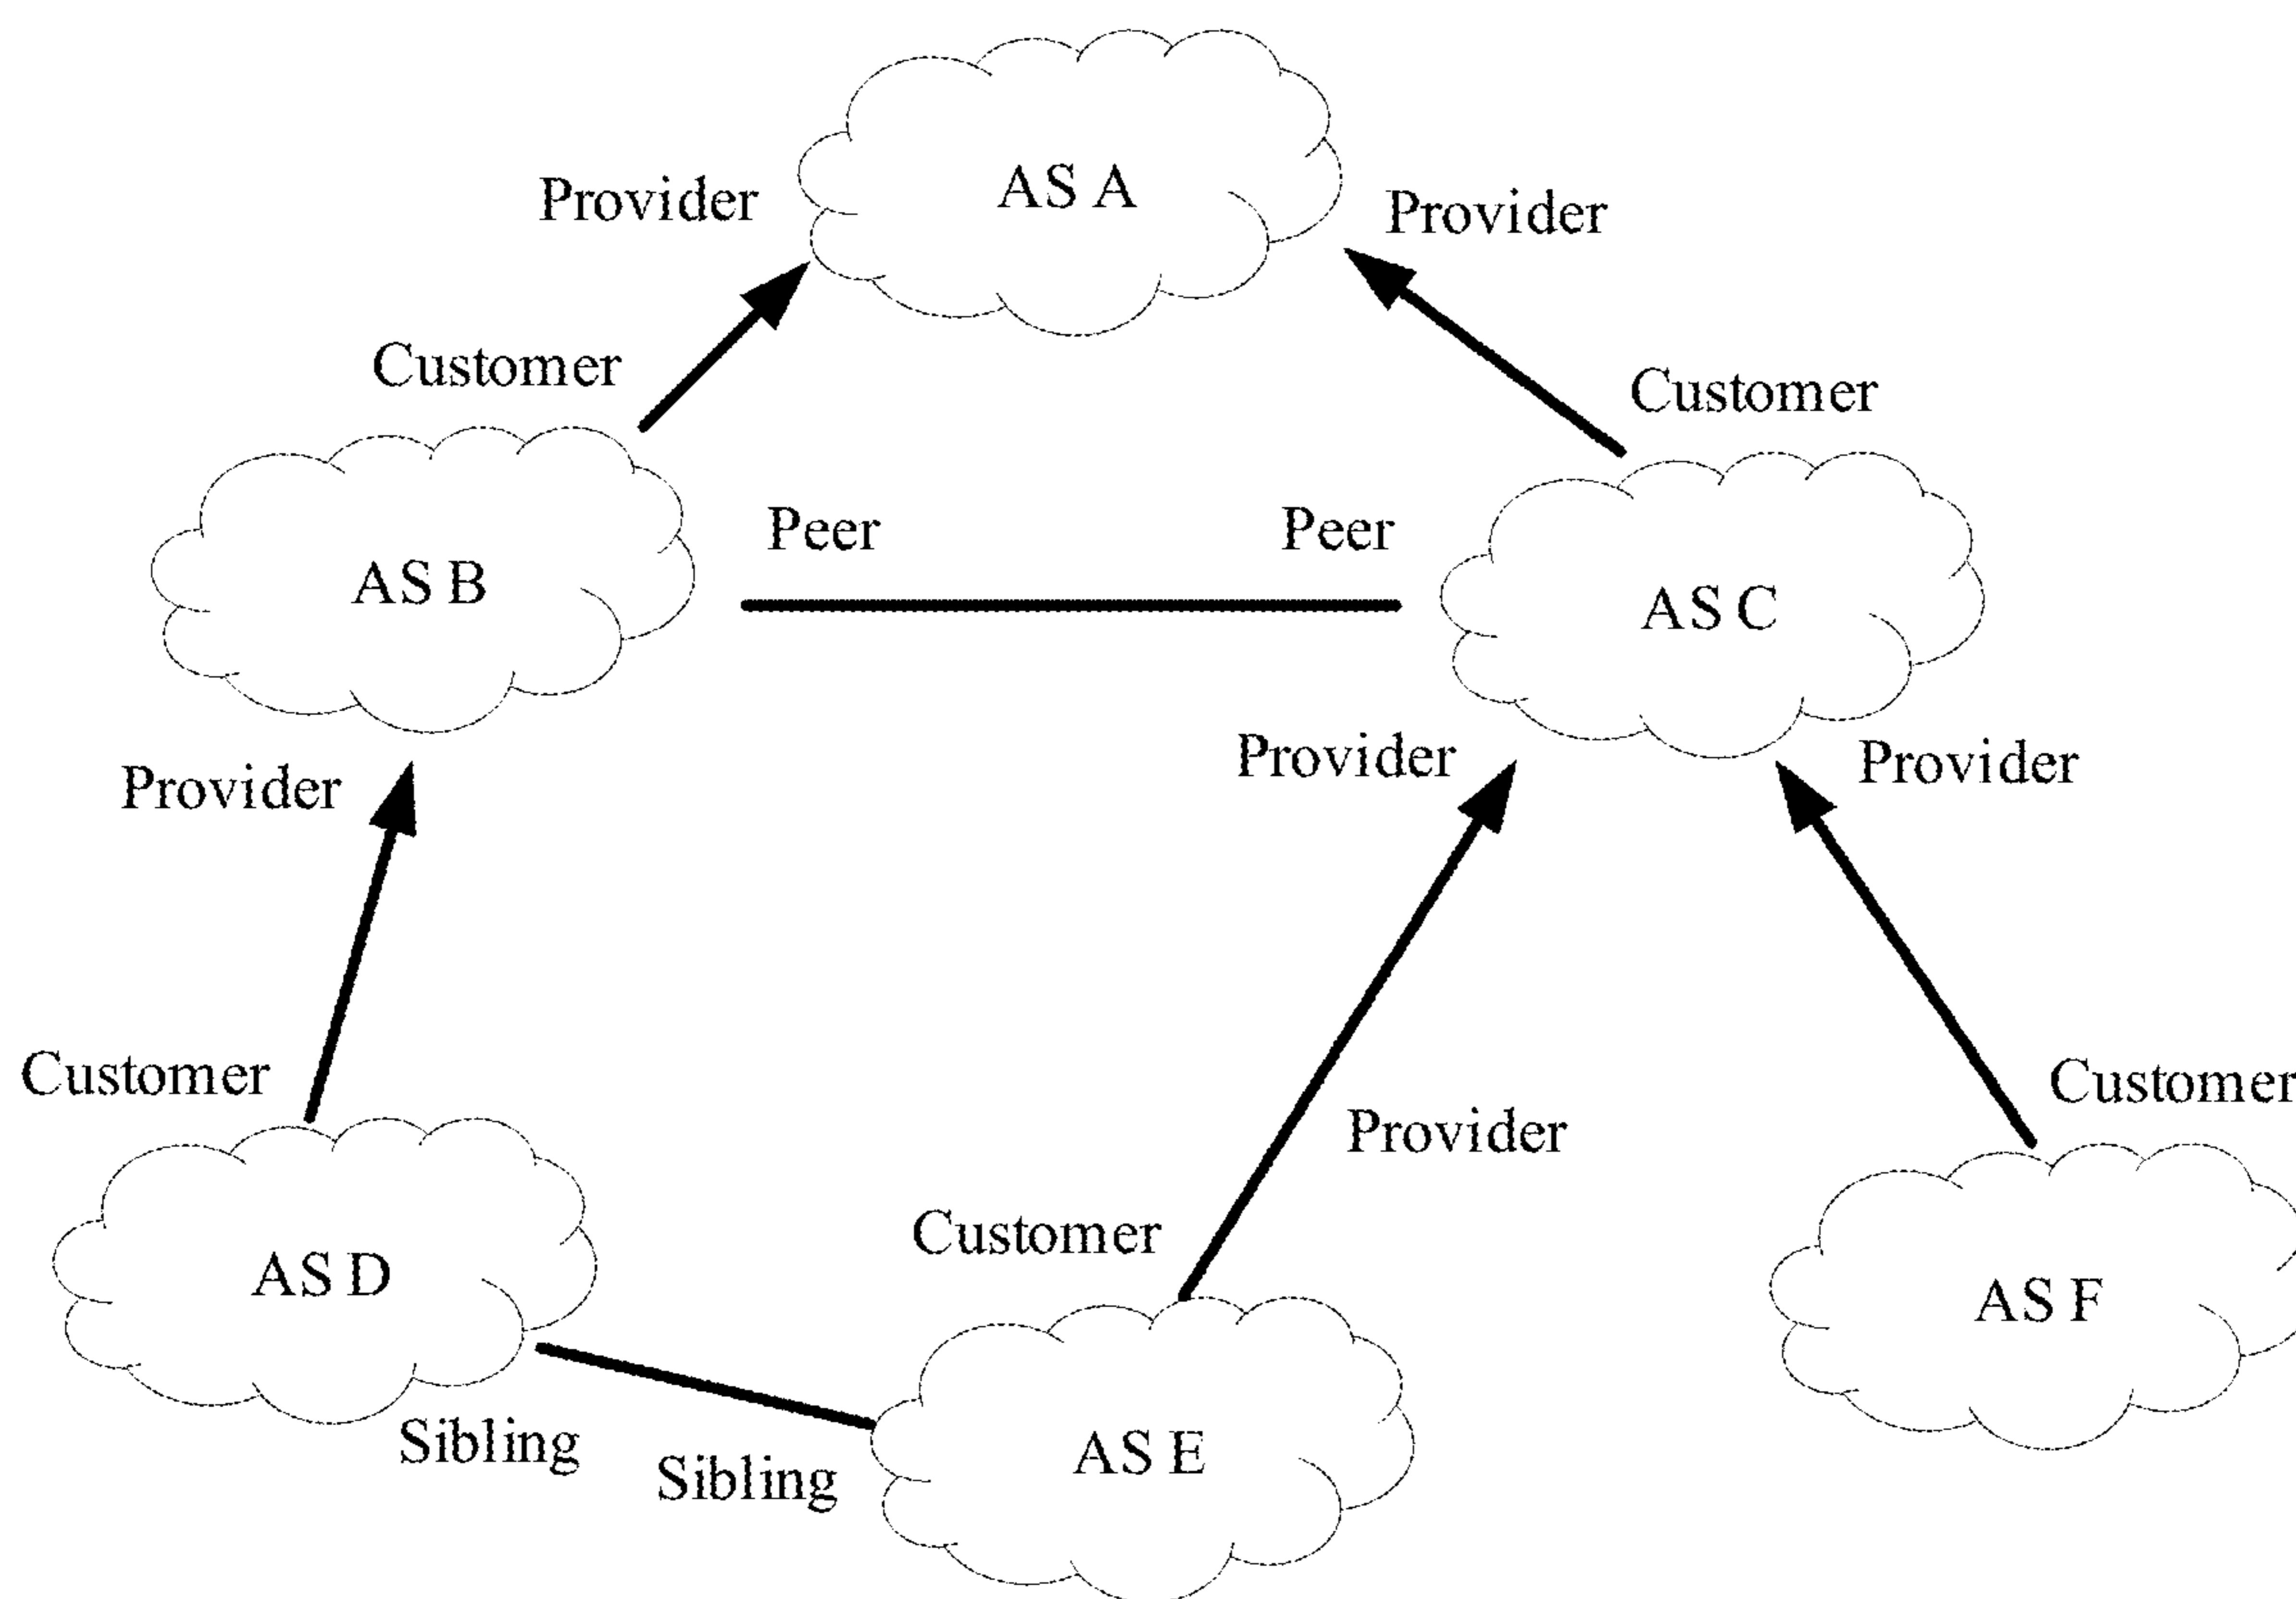 AS A
Provider
Provider
Customer
Customer
Peer
Peer
AS B
AS C
Provider
Provider
Provider
Customer
Customer
Provider
Customer
AS D
AS F
Sibling
Sibling
AS E